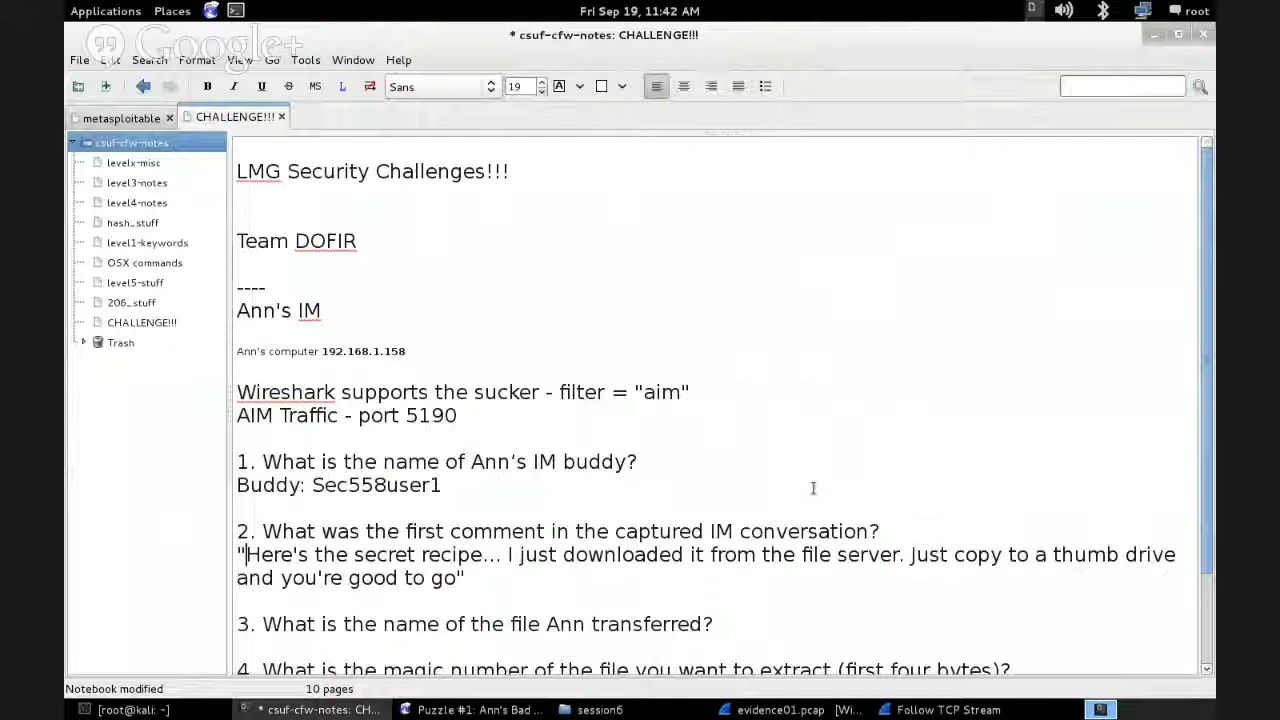 Applications Places Fri Sep 19, 11:42 AM root
* csuf-cfw-notes: CHALLENGE!!!
Google+
File Edit Search Format View Go Tools Window Help
B I U S MS L Sans 19 A
metasploitable CHALLENGE!!!
csuf-cfw-notes
levelx-misc
level3-notes
level4-notes
hash_stuff
level1-keywords
OSX commands
level5-stuff
206_stuff
CHALLENGE!!!
Trash
LMG Security Challenges!!!
Team DOFIR
----
Ann's IM
Ann's computer 192.168.1.158
Wireshark supports the sucker - filter = "aim"
AIM Traffic - port 5190
1. What is the name of Ann’s IM buddy?
Buddy: Sec558user1
2. What was the first comment in the captured IM conversation?
"Here's the secret recipe... I just downloaded it from the file server. Just copy to a thumb drive
and you're good to go"
3. What is the name of the file Ann transferred?
4. What is the magic number of the file you want to extract (first four bytes)?
Notebook modified 10 pages
[root@kali: ~] * csuf-cfw-notes: CH... Puzzle #1: Ann's Bad ... session6 evidence01.pcap [Wi... Follow TCP Stream